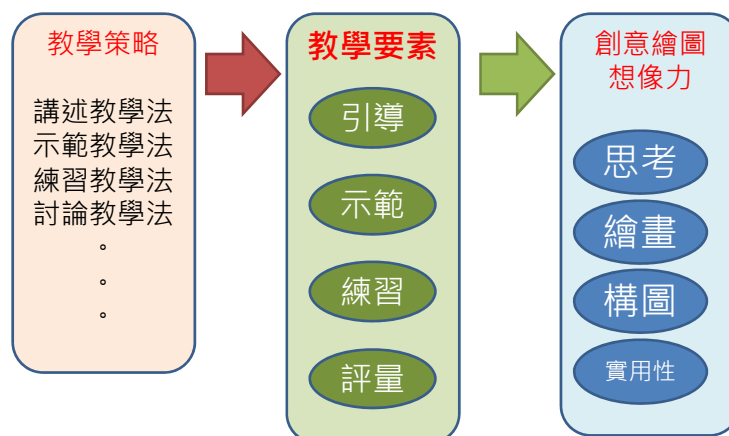 教學策略
講述教學法
示範教學法
練習教學法
討論教學法
。
。
。
教學要素
引導
示範
練習
評量
創意繪圖
想像力
思考
繪畫
構圖
實用性